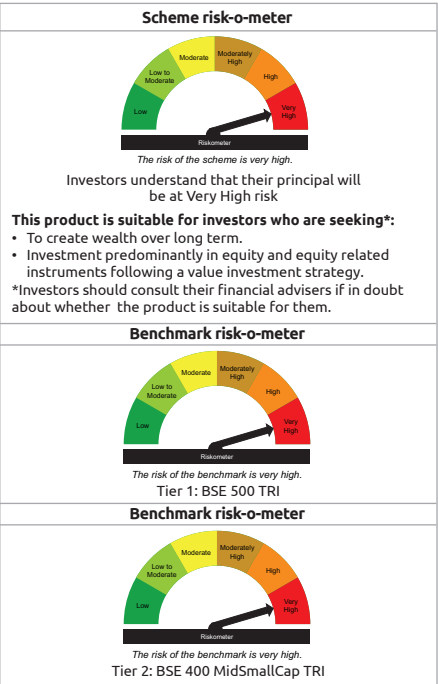 Scheme risk-o-meter
Low
Low to
Moderate
Moderate
Moderately
High
High
Very
High
Riskometer
The risk of the scheme is very high.
Investors understand that their principal will
be at Very High risk
This product is suitable for investors who are seeking*:
• To create wealth over long term.
• Investment predominantly in equity and equity related
instruments following a value investment strategy.
*Investors should consult their financial advisers if in doubt
about whether the product is suitable for them.
Benchmark risk-o-meter
Low
Low to
Moderate
Moderate
Moderately
High
High
Very
High
Riskometer
The risk of the benchmark is very high.
Tier 1: BSE 500 TRI
Benchmark risk-o-meter
Low
Low to
Moderate
Moderate
Moderately
High
High
Very
High
Riskometer
The risk of the benchmark is very high.
Tier 2: BSE 400 MidSmallCap TRI